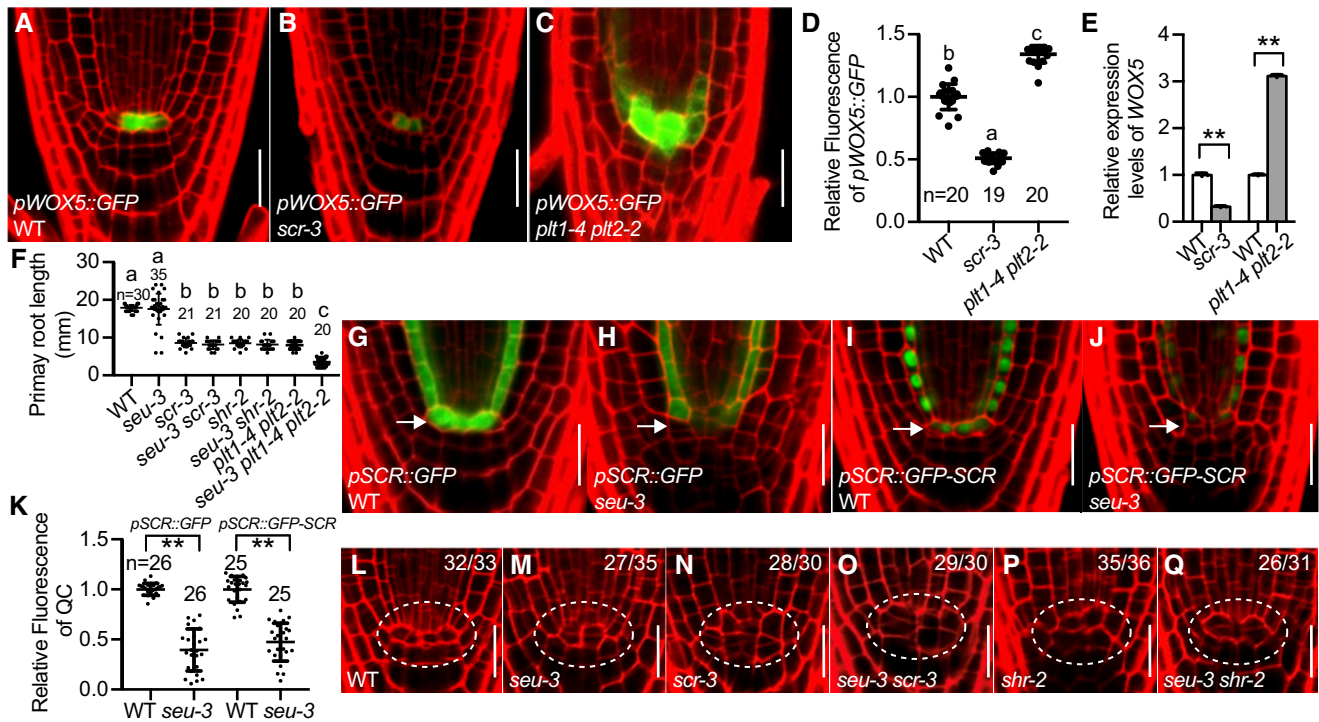 A
pWOX5::GFP
WT
B
pWOX5::GFP
scr-3
C
pWOX5::GFP
plt1-4 plt2-2
D
Relative Fluorescence
of pWOX5::GFP
1.5
1.0
0.5
0.0
b
a
c
n=20
19
20
WT
scr-3
plt1-4 plt2-2
E
Relative expression
levels of WOX5
4
3
2
1
0
**
**
WT
scr-3
WT
plt1-4 plt2-2
F
Primay root length
(mm)
30
20
10
0
a
a
b
b
b
b
b
c
n=30
35
21
21
20
20
20
20
WT
seu-3
scr-3
seu-3 scr-3
shr-2
seu-3 shr-2
plt1-4 plt2-2
seu-3 plt1-4 plt2-2
G
pSCR::GFP
WT
H
pSCR::GFP
seu-3
I
pSCR::GFP-SCR
WT
J
pSCR::GFP-SCR
seu-3
K
Relative Fluorescence
of QC
1.5
1.0
0.5
0.0
pSCR::GFP
pSCR::GFP-SCR
**
**
n=26
26
25
25
WT seu-3
WT seu-3
L
32/33
WT
M
27/35
seu-3
N
28/30
scr-3
O
29/30
seu-3 scr-3
P
35/36
shr-2
Q
26/31
seu-3 shr-2